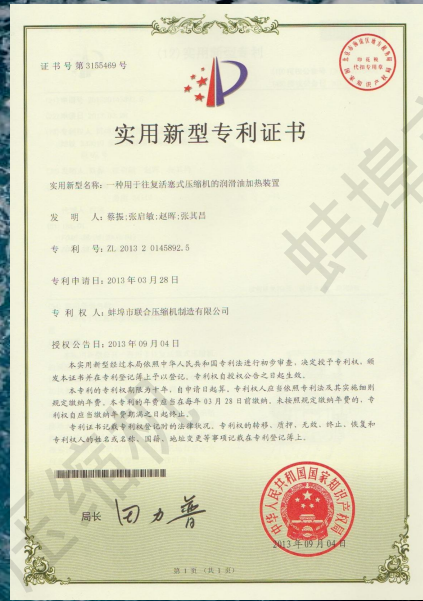 证书号第3155469号
实用新型专利证书
实用新型名称:一种用于往复活塞式压缩机的润滑油加热装置
发 明 人:蔡振;张启敏;赵晖;张其昌
专 利 号:ZL 2013 2 0145892.5
专利申请日:2013年03月28日
专 利 权 人:蚌埠市联合压缩机制造有限公司
授权公告日:2013年09月04日
本实用新型经过本局依照中华人民共和国专利法进行初步审查,决定授予专利权,颁
发本证书并在专利登记簿上予以登记。专利权自授权公告之日起生效。
本专利的专利权期限为十年,自申请日起算。专利权人应当依照专利法及其实施细则
规定缴纳年费。本专利的年费应当在每年03月28日前缴纳。未按照规定缴纳年费的,专
利权自应当缴纳年费期满之日起终止。
专利证书记载专利权登记时的法律状况。专利权的转移、质押、无效、终止、恢复和
专利权人的姓名或名称、国籍、地址变更等事项记载在专利登记簿上。
局长 田力普
中华人民共和国国家知识产权局
2013年09月04日
第1页(共1页)
蚌埠市
压缩机